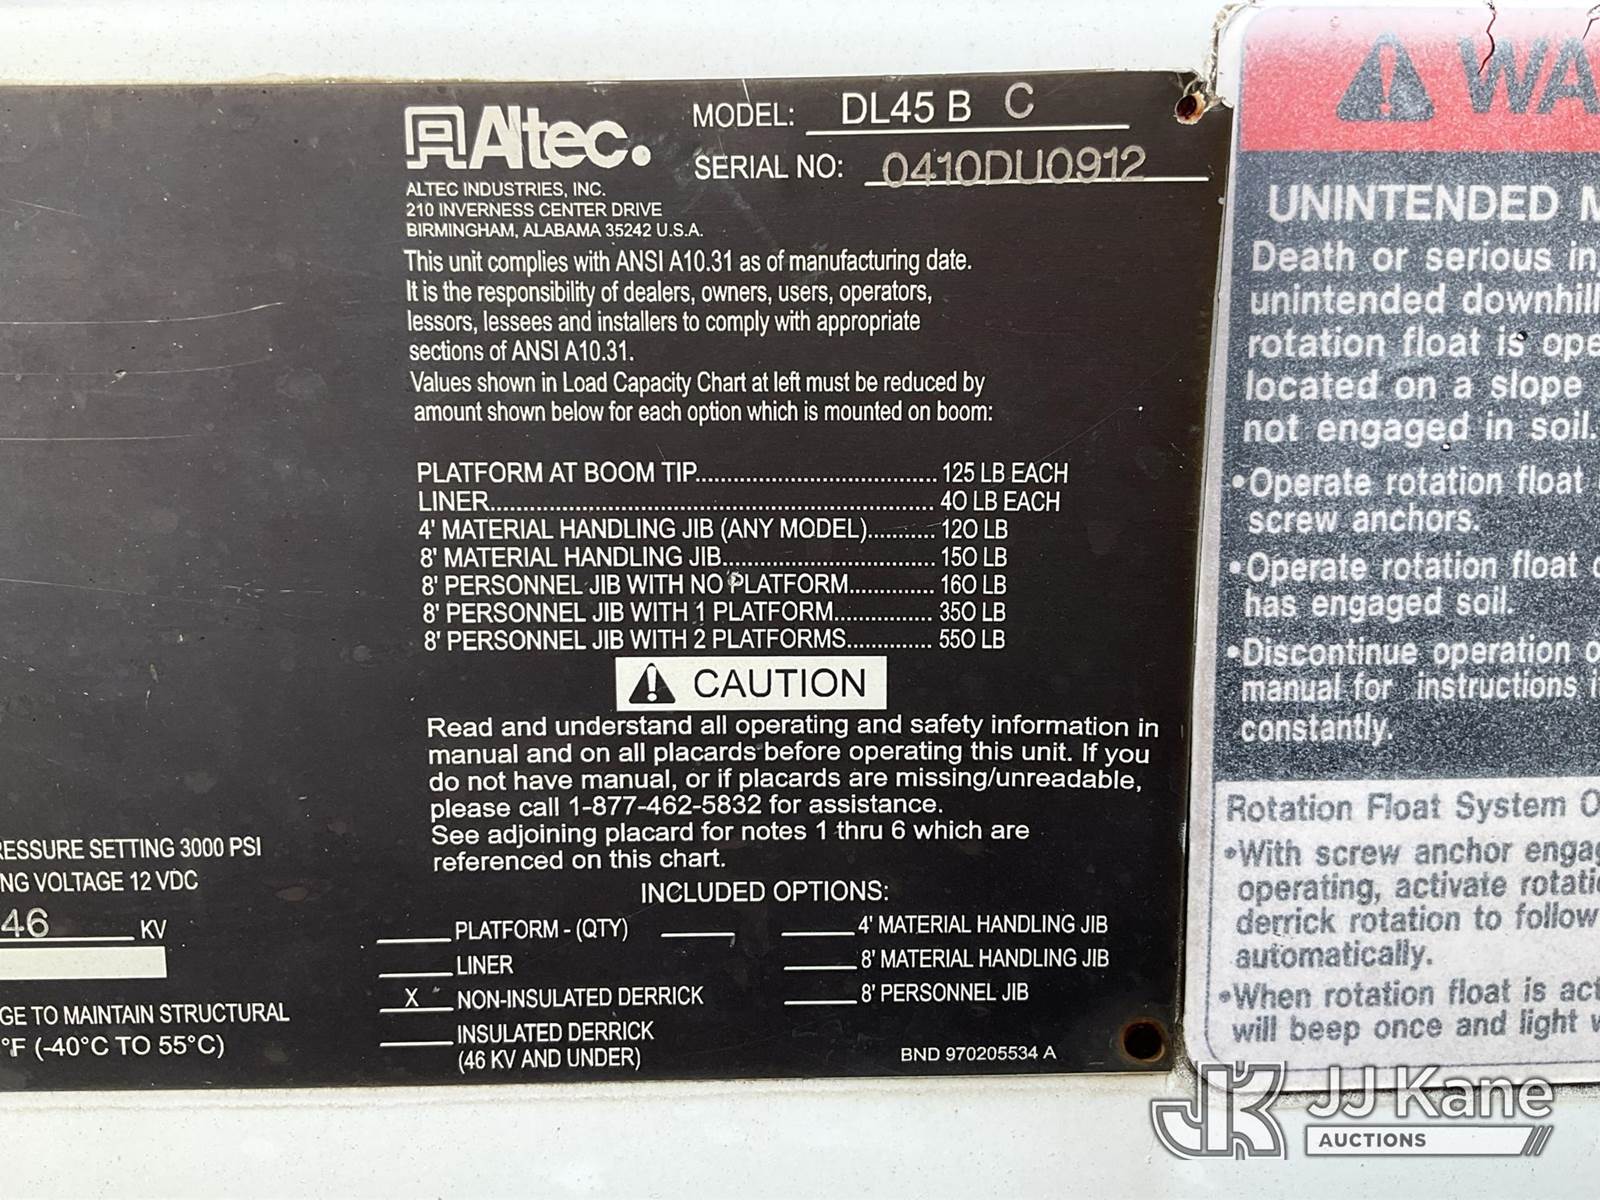 Altec.
MODEL: DL45 B C
SERIAL NO: 0410DU0912
ALTEC INDUSTRIES, INC.
210 INVERNESS CENTER DRIVE
BIRMINGHAM, ALABAMA 35242 U.S.A.
This unit complies with ANSI A10.31 as of manufacturing date.
It is the responsibility of dealers, owners, users, operators,
lessors, lessees and installers to comply with appropriate
sections of ANSI A10.31.
Values shown in Load Capacity Chart at left must be reduced by
amount shown below for each option which is mounted on boom:
PLATFORM AT BOOM TIP.................................... 125 LB EACH
LINER................................................................... 40 LB EACH
4' MATERIAL HANDLING JIB (ANY MODEL).......... 120 LB
8' MATERIAL HANDLING JIB................................ 150 LB
8' PERSONNEL JIB WITH NO PLATFORM............. 160 LB
8' PERSONNEL JIB WITH 1 PLATFORM............... 350 LB
8' PERSONNEL JIB WITH 2 PLATFORMS............. 550 LB
CAUTION
Read and understand all operating and safety information in
manual and on all placards before operating this unit. If you
do not have manual, or if placards are missing/unreadable,
please call 1-877-462-5832 for assistance.
See adjoining placard for notes 1 thru 6 which are
referenced on this chart.
INCLUDED OPTIONS:
PLATFORM - (QTY)
LINER
X NON-INSULATED DERRICK
INSULATED DERRICK
(46 KV AND UNDER)
4' MATERIAL HANDLING JIB
8' MATERIAL HANDLING JIB
8' PERSONNEL JIB
BND 970205534 A
RESSURE SETTING 3000 PSI
NG VOLTAGE 12 VDC
46 KV
GE TO MAINTAIN STRUCTURAL
°F (-40°C TO 55°C)
WA
UNINTENDED M
Death or serious in
unintended downhill
rotation float is ope
located on a slope
not engaged in soil.
•Operate rotation float
screw anchors.
•Operate rotation float
has engaged soil.
•Discontinue operation o
manual for instructions i
constantly.
Rotation Float System O
•With screw anchor engag
operating, activate rotati
derrick rotation to follow
automatically.
•When rotation float is act
will beep once and light w
JK JJ Kane
AUCTIONS